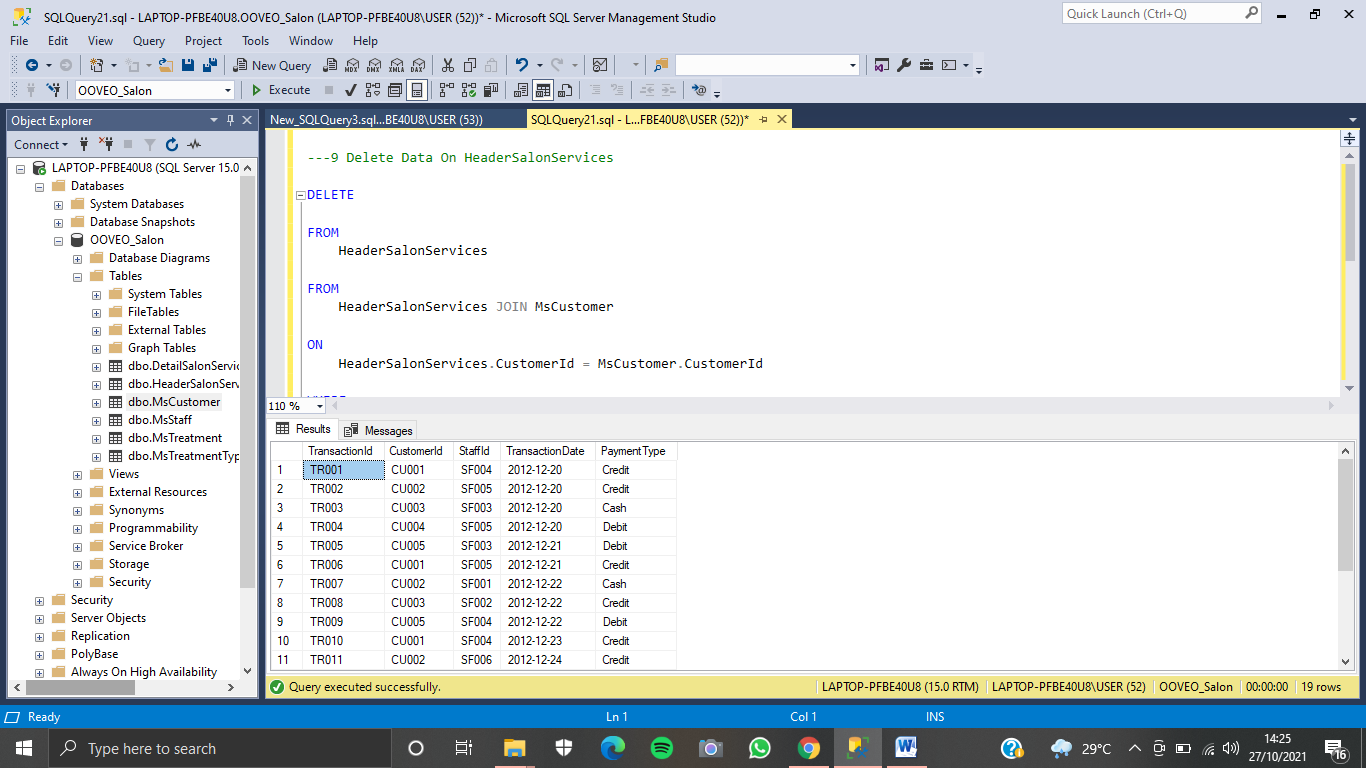 SQLQuery21.sql - LAPTOP-PFBE40U8.OOVEO_Salon (LAPTOP-PFBE40U8\USER (52))* - Microsoft SQL Server Management Studio
Quick Launch (Ctrl+Q)
File Edit View Query Project Tools Window Help
New Query MDX DMX XMLA DAX
OOVEO_Salon Execute
Object Explorer
New_SQLQuery3.sql...BE40U8\USER (53))
SQLQuery21.sql - L...FBE40U8\USER (52))*
Connect
LAPTOP-PFBE40U8 (SQL Server 15.0
Databases
System Databases
Database Snapshots
OOVEO_Salon
Database Diagrams
Tables
System Tables
FileTables
External Tables
Graph Tables
dbo.DetailSalonServic
dbo.HeaderSalonServ
dbo.MsCustomer
dbo.MsStaff
dbo.MsTreatment
dbo.MsTreatmentTyp
Views
External Resources
Synonyms
Programmability
Service Broker
Storage
Security
Security
Server Objects
Replication
PolyBase
Always On High Availability
---9 Delete Data On HeaderSalonServices
DELETE
FROM
HeaderSalonServices
FROM
HeaderSalonServices JOIN MsCustomer
ON
HeaderSalonServices.CustomerId = MsCustomer.CustomerId
WHERE
110 %
Results Messages
TransactionId CustomerId StaffId TransactionDate PaymentType
1 TR001 CU001 SF004 2012-12-20 Credit
2 TR002 CU002 SF005 2012-12-20 Credit
3 TR003 CU003 SF003 2012-12-20 Cash
4 TR004 CU004 SF005 2012-12-20 Debit
5 TR005 CU005 SF003 2012-12-21 Debit
6 TR006 CU001 SF005 2012-12-21 Credit
7 TR007 CU002 SF001 2012-12-22 Cash
8 TR008 CU003 SF002 2012-12-22 Credit
9 TR009 CU005 SF004 2012-12-22 Debit
10 TR010 CU001 SF004 2012-12-23 Credit
11 TR011 CU002 SF006 2012-12-24 Credit
Query executed successfully.
LAPTOP-PFBE40U8 (15.0 RTM) LAPTOP-PFBE40U8\USER (52) OOVEO_Salon 00:00:00 19 rows
Ready Ln 1 Col 1 INS
Type here to search
29°C
14:25
27/10/2021
16